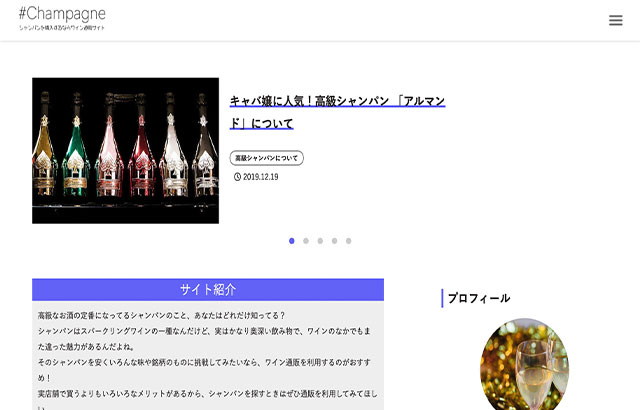 #Champagne
シャンパンを購入するならワイン通販サイト
キャバ嬢に人気！高級シャンパン 「アルマン
ド」について
高級シャンパンについて
2019.12.19
サイト紹介
高級なお酒の定番になってるシャンパンのこと、あなたはどれだけ知ってる？
シャンパンはスパークリングワインの一種なんだけど、実はかなり奥深い飲み物で、ワインのなかでもま
た違った魅力があるんだよね。
そのシャンパンを安くいろんな味や銘柄のものに挑戦してみたいなら、ワイン通販を利用するのがおすす
め！
実店舗で買うよりもいろいろなメリットがあるから、シャンパンを探すときはぜひ通販を利用してみてほし
い。
プロフィール